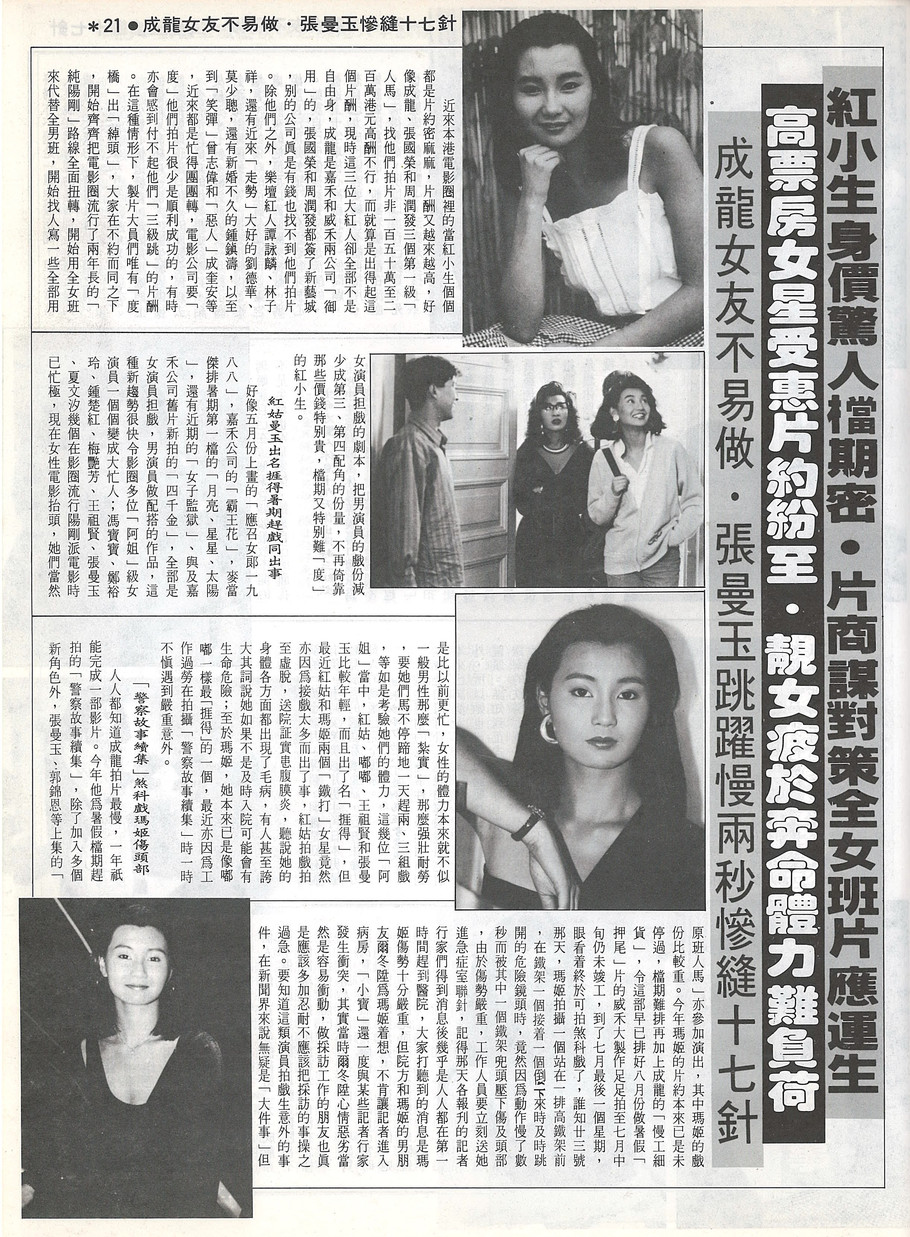 ＊21●成龍女友不易做・張曼玉慘縫十七針
紅小生身價驚人檔期密●片商謀對策全女班片應運生
高票房女星受惠片約紛至・靚女疲於奔命體力難負荷
成龍女友不易做・張曼玉跳躍慢兩秒慘縫十七針
近來本港電影圈裡的當紅小生個個
都是片約密麻麻，片酬又越來越高，好
像成龍、張國榮和周潤發三個第一級「
人馬」，找他們拍片非一百五十萬至二
百萬港元高酬不行，而就算是出得起這
個片酬，現時這三位大紅人卻全部不是
自由身，成龍是嘉禾和威禾兩公司「御
用」的，張國榮和周潤發都簽了新藝城
，別的公司眞是有錢也找不到他們拍片
。除他們之外，樂壇紅人譚詠麟、林子
祥，還有近來「走勢」大好的劉德華、
莫少聰，還有新婚不久的鍾鎮濤，以至
到「笑彈」曾志偉和「惡人」成奎安等
，近來都是忙得團團轉，電影公司要「
度」他們拍片很少是順利成功的，有時
亦會感到付不起他們「三級跳」的片酬
。在這種情形下，製片大員們唯有「度
橋」出「綽頭」，大家在不約而同之下
，開始齊齊把電影圈流行了兩年長的「
純陽剛」路線全面扭轉，開始用全女班
來代替全男班，開始找人寫一些全部用
女演員担戲的劇本，把男演員的戲份減
少成第三、第四配角的份量，不再倚靠
那些價錢特別貴，檔期又特別難「度」
的紅小生。
紅姑曼玉出名捱得暑期趕戲同出事
好像五月份上畫的「應召女郞一九
八八」，嘉禾公司的「霸王花」，麥當
傑排暑期第一檔的「月亮、星星、太陽
」，還有近期的「女子監獄」、與及嘉
禾公司舊片新拍的「四千金」，全部是
女演員担戲，男演員做配搭的作品，這
種新趨勢很快令影圈多位「阿姐」級女
演員一個個變成大忙人；馮寶寶、鄭裕
玲、鍾楚紅、梅艷芳、王祖賢、張曼玉
、夏文汐幾個在影圈流行陽剛派電影時
已忙極，現在女性電影抬頭，她們當然
是比以前更忙，女性的體力本來就不似
一般男性那麼「紮實」，那麼强壯耐勞
，要她們馬不停蹄地一天趕兩、三組戲
，等如是考驗她們的體力，這幾位「阿
姐」當中，紅姑、嘟嘟、王祖賢和張曼
玉比較年輕，而且出了名「捱得」，但
最近紅姑和瑪姬兩個「鐵打」女星竟然
亦因爲接戲太多而出了事，紅姑拍戲拍
至虛脫，送院証實患腹膜炎，聽說她的
身體各方面都出現了毛病，有人甚至誇
大其詞說她如果不是及時入院可能會有
生命危險；至於瑪姬，她本來已是像嘟
嘟一樣最「捱得」的一個，最近亦因爲工
作過勞在拍攝「警察故事續集」時一時
不愼遇到嚴重意外。
「警察故事續集」煞科戲瑪姬傷頭部
人人都知道成龍拍片最慢，一年祇
能完成一部影片。今年他爲暑假檔期趕
拍的「警察故事續集」，除了加入多個
新角色外，張曼玉、郭錦恩等上集的「
原班人馬」亦參加演出，其中瑪姬的戲
份比較重。今年瑪姬的片約本來已是未
停過，檔期難排再加上成龍的「慢工細
貨」，令這部早已排好八月份做暑假「
押尾」片的威禾大製作足足拍至七月中
旬仍未竣工，到了七月最後一個星期，
眼看着終於可拍煞科戲了，誰知廿三號
那天，瑪姬拍攝一個站在一排高鐵架前
，在鐵架一個接着一個倒下來時及時跳
開的危險鏡頭時，竟然因爲動作慢了數
秒而被其中一個鐵架兜頭壓下傷及頭部
，由於傷勢嚴重，工作人員要立刻送她
進急症室聯針，記得那天各報刋的記者
行家們得到消息後幾乎是人人都在第一
時間趕到醫院，大家打聽到的消息是瑪
姬傷勢十分嚴重，但院方和瑪姬的男朋
友爾冬陞爲瑪姬着想，不肯讓記者進入
病房，「小寶」還一度與某些記者行家
發生衝突，其實當時爾冬陞心情惡劣當
然是容易衝動，做採訪工作的朋友也眞
是應該多加忍耐不應該把採訪的事操之
過急。要知道這類演員拍戲生意外的事
件，在新聞界來說無疑是「大件事」但